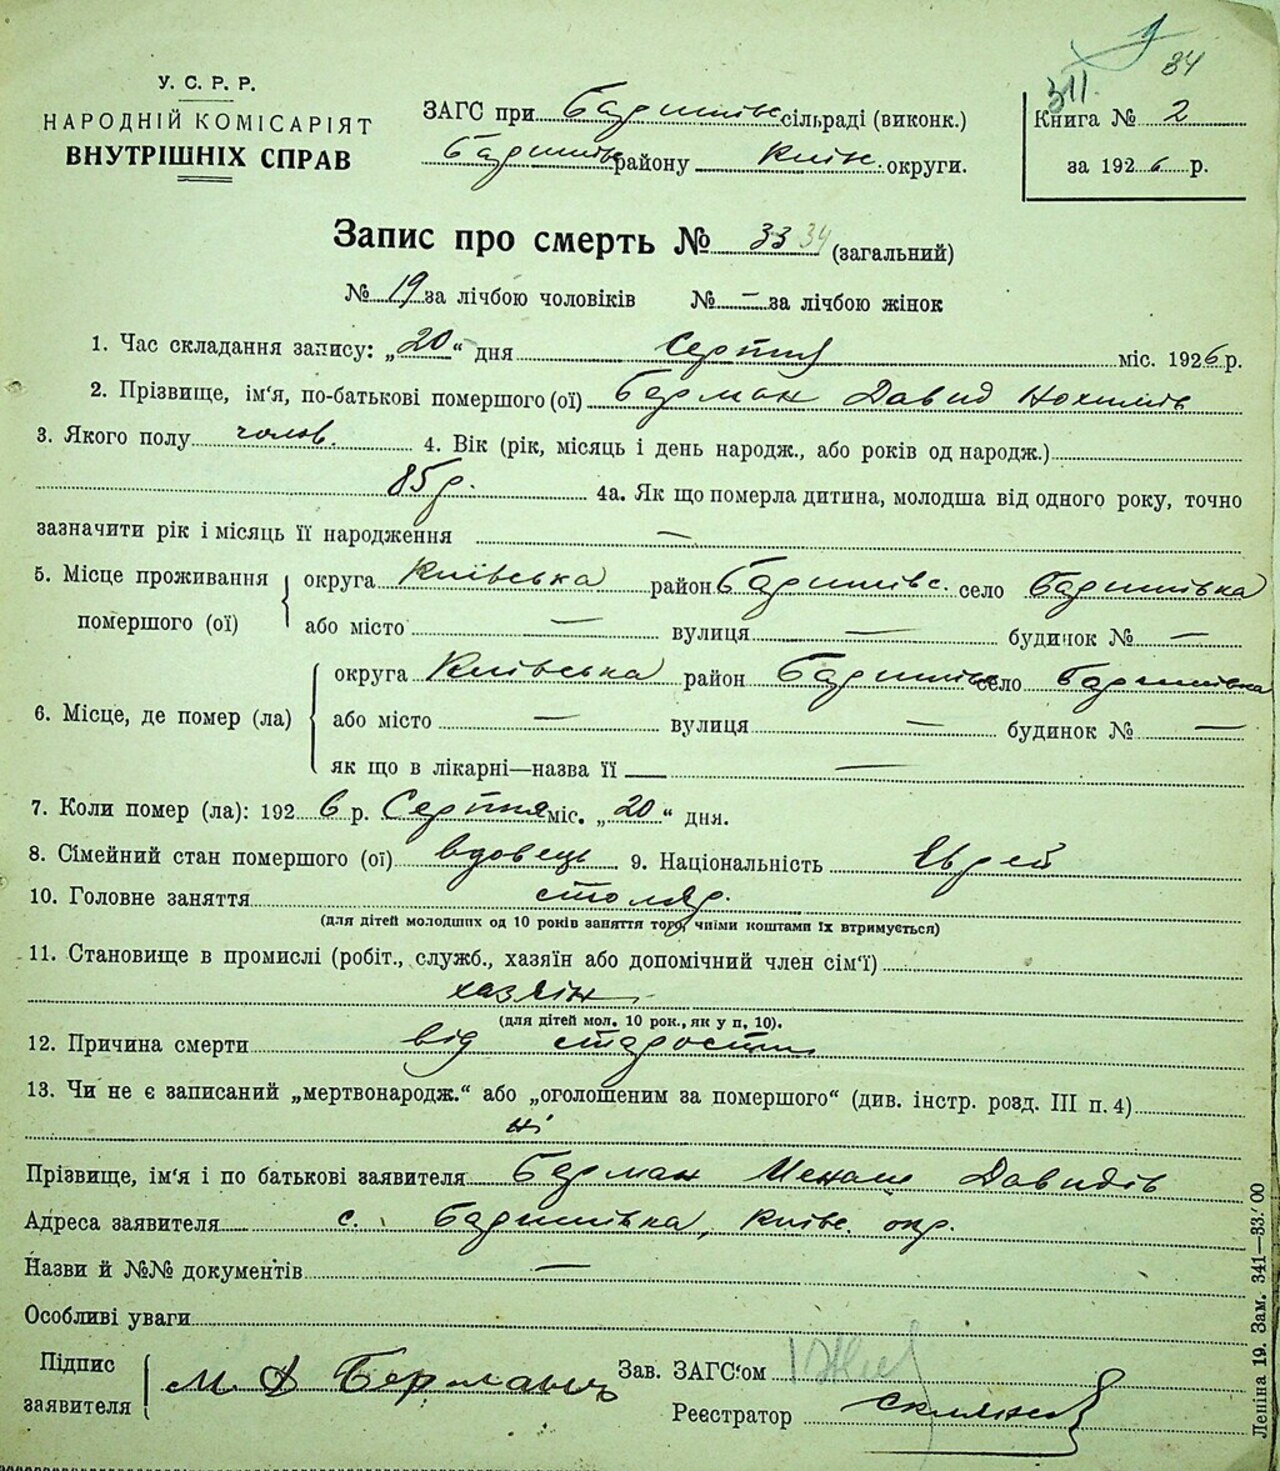 34
311.
У. С. Р. Р.
НАРОДНІЙ КОМІСАРІЯТ
ВНУТРІШНІХ СПРАВ
ЗАГС при Баришівс сільраді (виконк.)
Баришівс району Київ. округи.
Книга № 2
за 1926 р.
Запис про смерть № 33 34 (загальний)
№ 19 за лічбою чоловіків № — за лічбою жінок
1. Час складання запису: „20“ дня Серпня міс. 1926 р.
2. Прізвище, ім‘я, по-батькові помершого (ої) Берман Давид Нохимів
3. Якого полу чолов. 4. Вік (рік, місяць і день народж., або років од народж.)
85 р. 4а. Як що померла дитина, молодша від одного року, точно
зазначити рік і місяць її народження —
5. Місце проживання помершого (ої) округа Київська район Баришівс. село Баришівка
або місто — вулиця — будинок № —
6. Місце, де помер (ла) округа Київська район Баришівс село Баришівка
або місто — вулиця — будинок № —
як що в лікарні—назва її —
7. Коли помер (ла): 1926 р. Серпня міс. „20“ дня.
8. Сімейний стан помершого (ої) вдовець 9. Національність Єврей
10. Головне заняття столяр.
(для дітей молодших од 10 років заняття того, чиїми коштами їх втримується)
11. Становище в промислі (робіт., служб., хазяїн або допомічний член сім‘ї)
хазяїн
(для дітей мол. 10 рок., як у п. 10).
12. Причина смерти від старости
13. Чи не є записаний „мертвонародж.“ або „оголошеним за помершого“ (див. інстр. розд. III п. 4)
ні
Прізвище, ім‘я і по батькові заявителя Берман Менаш Давидів
Адреса заявителя с. Баришівка, Київс. окр.
Назви й №№ документів —
Особливі уваги
Підпис заявителя М Д Берман
Зав. ЗАГС‘ом
Реєстратор
Леніна 19. Зам. 341—33.00